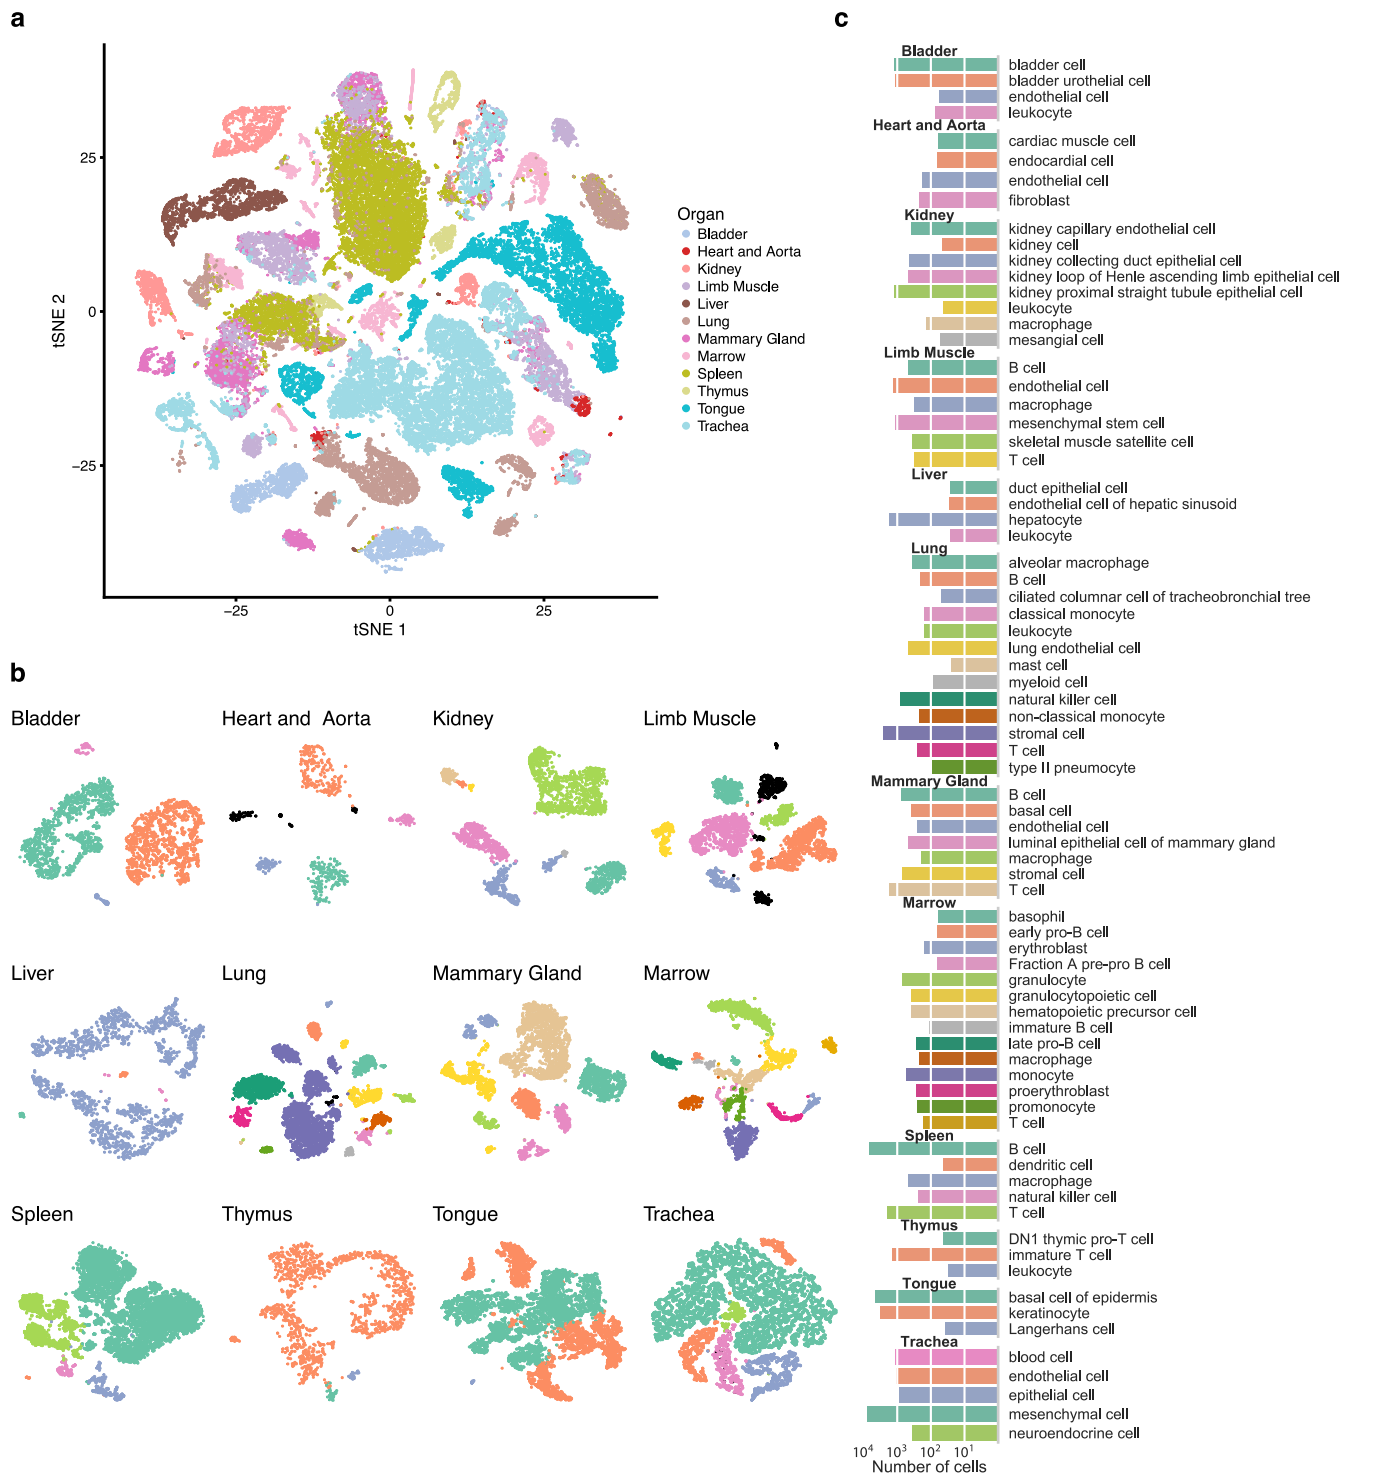 a
tSNE 2
25
0
−25
−25
0
25
tSNE 1
Organ
Bladder
Heart and Aorta
Kidney
Limb Muscle
Liver
Lung
Mammary Gland
Marrow
Spleen
Thymus
Tongue
Trachea
b
Bladder
Heart and Aorta
Kidney
Limb Muscle
Liver
Lung
Mammary Gland
Marrow
Spleen
Thymus
Tongue
Trachea
c
Bladder
bladder cell
bladder urothelial cell
endothelial cell
leukocyte
Heart and Aorta
cardiac muscle cell
endocardial cell
endothelial cell
fibroblast
Kidney
kidney capillary endothelial cell
kidney cell
kidney collecting duct epithelial cell
kidney loop of Henle ascending limb epithelial cell
kidney proximal straight tubule epithelial cell
leukocyte
macrophage
mesangial cell
Limb Muscle
B cell
endothelial cell
macrophage
mesenchymal stem cell
skeletal muscle satellite cell
T cell
Liver
duct epithelial cell
endothelial cell of hepatic sinusoid
hepatocyte
leukocyte
Lung
alveolar macrophage
B cell
ciliated columnar cell of tracheobronchial tree
classical monocyte
leukocyte
lung endothelial cell
mast cell
myeloid cell
natural killer cell
non-classical monocyte
stromal cell
T cell
type II pneumocyte
Mammary Gland
B cell
basal cell
endothelial cell
luminal epithelial cell of mammary gland
macrophage
stromal cell
T cell
Marrow
basophil
early pro-B cell
erythroblast
Fraction A pre-pro B cell
granulocyte
granulocytopoietic cell
hematopoietic precursor cell
immature B cell
late pro-B cell
macrophage
monocyte
proerythroblast
promonocyte
T cell
Spleen
B cell
dendritic cell
macrophage
natural killer cell
T cell
Thymus
DN1 thymic pro-T cell
immature T cell
leukocyte
Tongue
basal cell of epidermis
keratinocyte
Langerhans cell
Trachea
blood cell
endothelial cell
epithelial cell
mesenchymal cell
neuroendocrine cell
10⁴ 10³ 10² 10¹
Number of cells